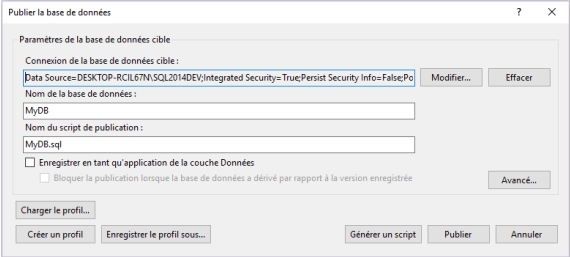 Publier la base de données
? ×
Paramètres de la base de données cible
Connexion de la base de données cible :
Data Source=DESKTOP-RCIL67N\SQL2014DEV;Integrated Security=True;Persist Security Info=False;Po
Modifier... Effacer
Nom de la base de données :
MyDB
Nom du script de publication :
MyDB.sql
Enregistrer en tant qu'application de la couche Données
Bloquer la publication lorsque la base de données a dérivé par rapport à la version enregistrée
Avancé...
Charger le profil...
Créer un profil Enregistrer le profil sous... Générer un script Publier Annuler